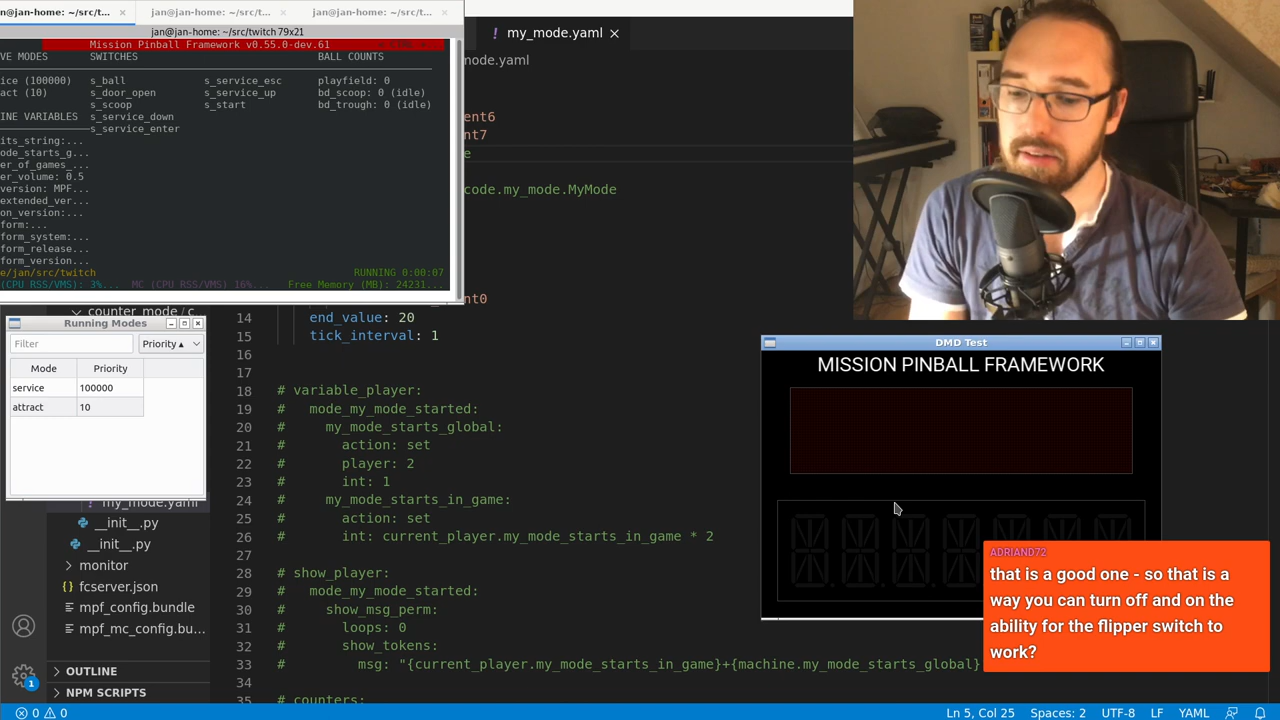 n@jan-home: ~/src/t... ×
jan@jan-home: ~/src/t... ×
jan@jan-home: ~/src/t... ×
jan@jan-home: ~/src/twitch 79x21
Mission Pinball Framework v0.55.0-dev.61
VE MODES SWITCHES BALL COUNTS
ice (100000) s_ball s_service_esc playfield: 0
act (10) s_door_open s_service_up bd_scoop: 0 (idle)
s_scoop s_start bd_trough: 0 (idle)
INE VARIABLES s_service_down
s_service_enter
its_string:...
ode_starts_g...
er_of_games_...
er_volume: 0.5
version: MPF...
extended_ver...
on_version:...
form:...
form_system:...
form_release...
form_version...
e/jan/src/twitch RUNNING 0:00:07
(CPU RSS/VMS): 3%... MC (CPU RSS/VMS) 16%... Free Memory (MB): 24231...
! my_mode.yaml ×
node.yaml
ent6
ent7
e
code.my_mode.MyMode
nt0
14 end_value: 20
15 tick_interval: 1
16
17
18 # variable_player:
19 # mode_my_mode_started:
20 # my_mode_starts_global:
21 # action: set
22 # player: 2
23 # int: 1
24 # my_mode_starts_in_game:
25 # action: set
26 # int: current_player.my_mode_starts_in_game * 2
27
28 # show_player:
29 # mode_my_mode_started:
30 # show_msg_perm:
31 # loops: 0
32 # show_tokens:
33 # msg: "{current_player.my_mode_starts_in_game}+{machine.my_mode_starts_global}
34
35 # counters:
counter_mode / c...
Running Modes
Filter Priority
Mode Priority
service 100000
attract 10
! my_mode.yaml
__init__.py
__init__.py
monitor
fcserver.json
mpf_config.bundle
mpf_mc_config.bu...
OUTLINE
NPM SCRIPTS
1
DMD Test
MISSION PINBALL FRAMEWORK
ADRIAND72
that is a good one - so that is a
way you can turn off and on the
ability for the flipper switch to
work?
0 0 Ln 5, Col 25 Spaces: 2 UTF-8 LF YAML